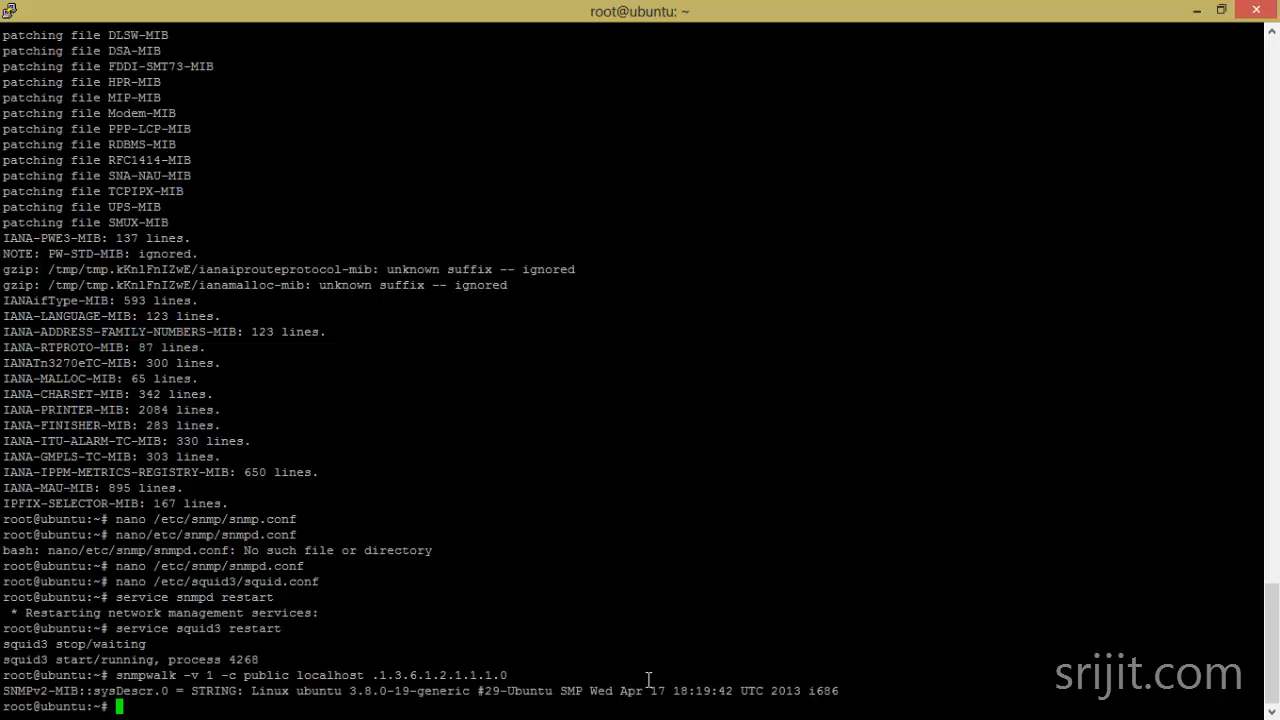 root@ubuntu: ~
patching file DLSW-MIB
patching file DSA-MIB
patching file FDDI-SMT73-MIB
patching file HPR-MIB
patching file MIP-MIB
patching file Modem-MIB
patching file PPP-LCP-MIB
patching file RDBMS-MIB
patching file RFC1414-MIB
patching file SNA-NAU-MIB
patching file TCPIPX-MIB
patching file UPS-MIB
patching file SMUX-MIB
IANA-PWE3-MIB: 137 lines.
NOTE: PW-STD-MIB: ignored.
gzip: /tmp/tmp.kKnlFnIZwE/ianaiprouteprotocol-mib: unknown suffix -- ignored
gzip: /tmp/tmp.kKnlFnIZwE/ianamalloc-mib: unknown suffix -- ignored
IANAifType-MIB: 593 lines.
IANA-LANGUAGE-MIB: 123 lines.
IANA-ADDRESS-FAMILY-NUMBERS-MIB: 123 lines.
IANA-RTPROTO-MIB: 87 lines.
IANATn3270eTC-MIB: 300 lines.
IANA-MALLOC-MIB: 65 lines.
IANA-CHARSET-MIB: 342 lines.
IANA-PRINTER-MIB: 2084 lines.
IANA-FINISHER-MIB: 283 lines.
IANA-ITU-ALARM-TC-MIB: 330 lines.
IANA-GMPLS-TC-MIB: 303 lines.
IANA-IPPM-METRICS-REGISTRY-MIB: 650 lines.
IANA-MAU-MIB: 895 lines.
IPFIX-SELECTOR-MIB: 167 lines.
root@ubuntu:~# nano /etc/snmp/snmp.conf
root@ubuntu:~# nano/etc/snmp/snmpd.conf
bash: nano/etc/snmp/snmpd.conf: No such file or directory
root@ubuntu:~# nano /etc/snmp/snmpd.conf
root@ubuntu:~# nano /etc/squid3/squid.conf
root@ubuntu:~# service snmpd restart
 * Restarting network management services:
root@ubuntu:~# service squid3 restart
squid3 stop/waiting
squid3 start/running, process 4268
root@ubuntu:~# snmpwalk -v 1 -c public localhost .1.3.6.1.2.1.1.1.0
SNMPv2-MIB::sysDescr.0 = STRING: Linux ubuntu 3.8.0-19-generic #29-Ubuntu SMP Wed Apr 17 18:19:42 UTC 2013 i686
root@ubuntu:~#
srijit.com